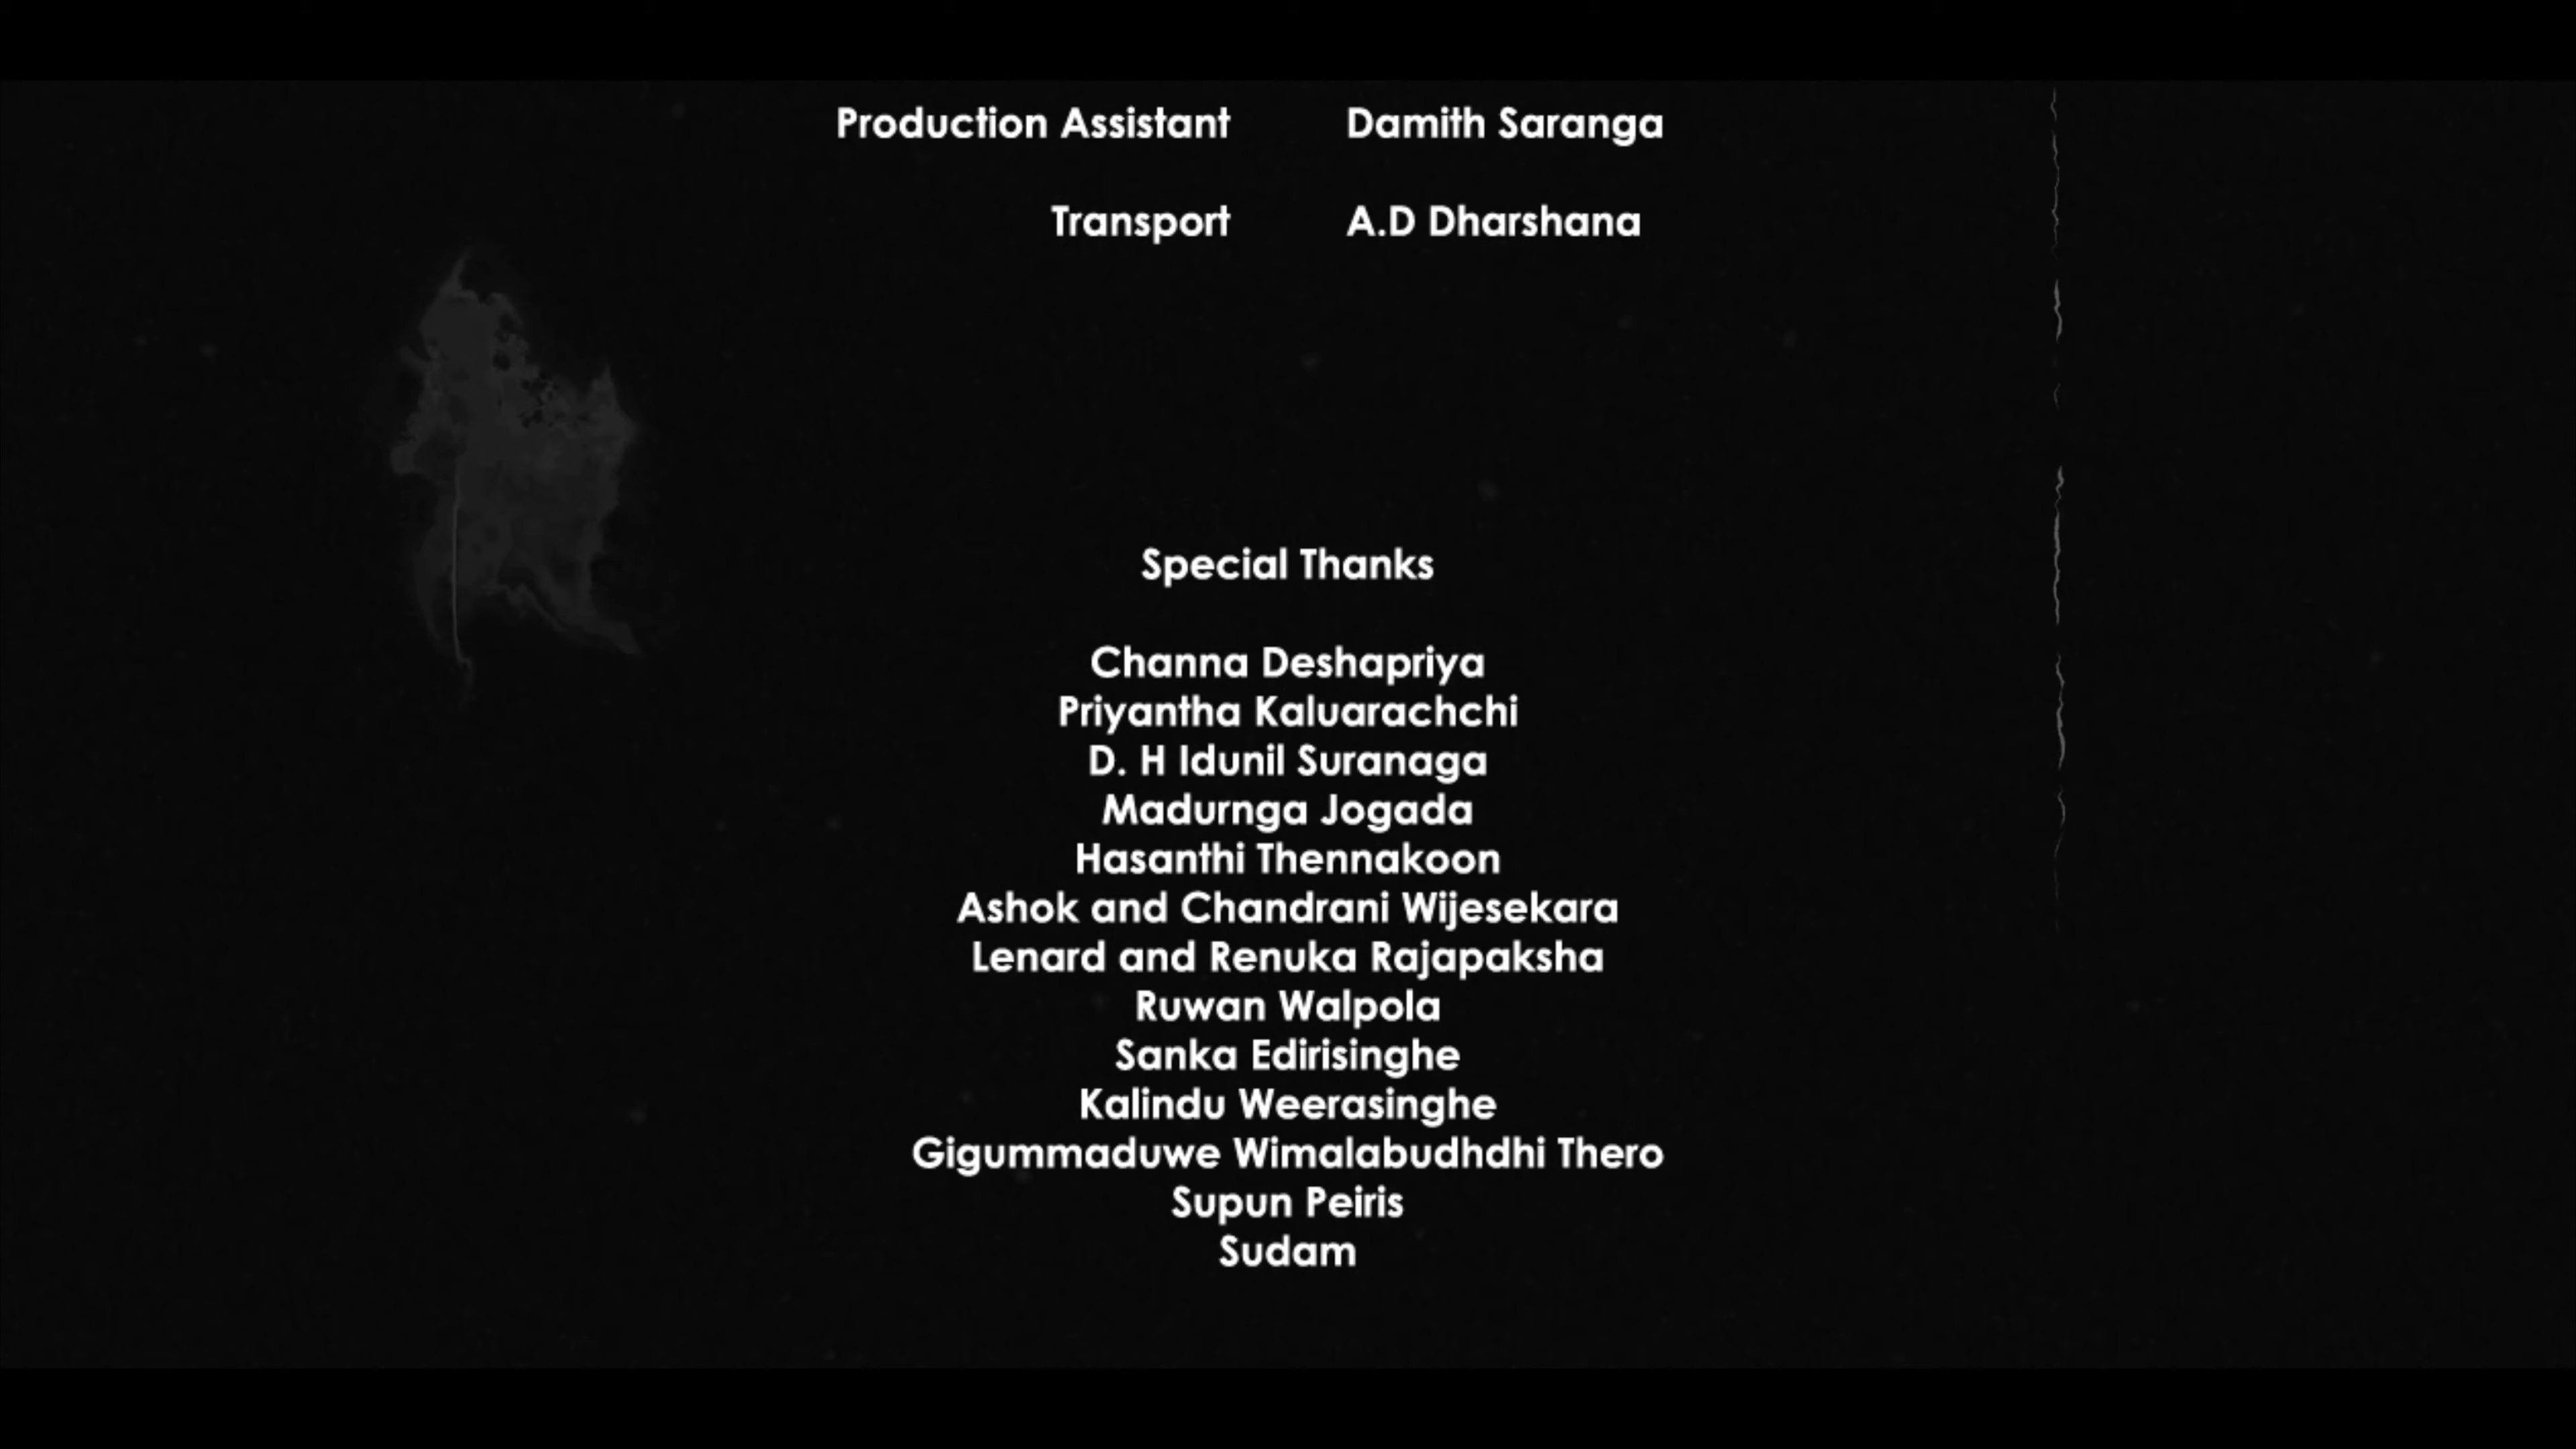 Production Assistant Damith Saranga
Transport A.D Dharshana
Special Thanks
Channa Deshapriya
Priyantha Kaluarachchi
D. H Idunil Suranaga
Madurnga Jogada
Hasanthi Thennakoon
Ashok and Chandrani Wijesekara
Lenard and Renuka Rajapaksha
Ruwan Walpola
Sanka Edirisinghe
Kalindu Weerasinghe
Gigummaduwe Wimalabudhdhi Thero
Supun Peiris
Sudam